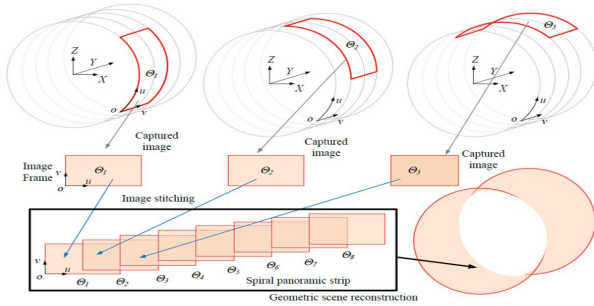 Z
Y
X
Θ1
u
o
v
Z
Y
X
Θ2
u
o
v
Z
Y
X
Θ3
u
o
v
Captured
image
Captured
image
Captured
image
Image
Frame
v
o
u
Θ1
Θ2
Θ3
Image stitching
v
o
u
Θ1
Θ2
Θ3
Θ4
Θ5
Θ6
Θ7
Θ8
Spiral panoramic strip
Geometric scene reconstruction